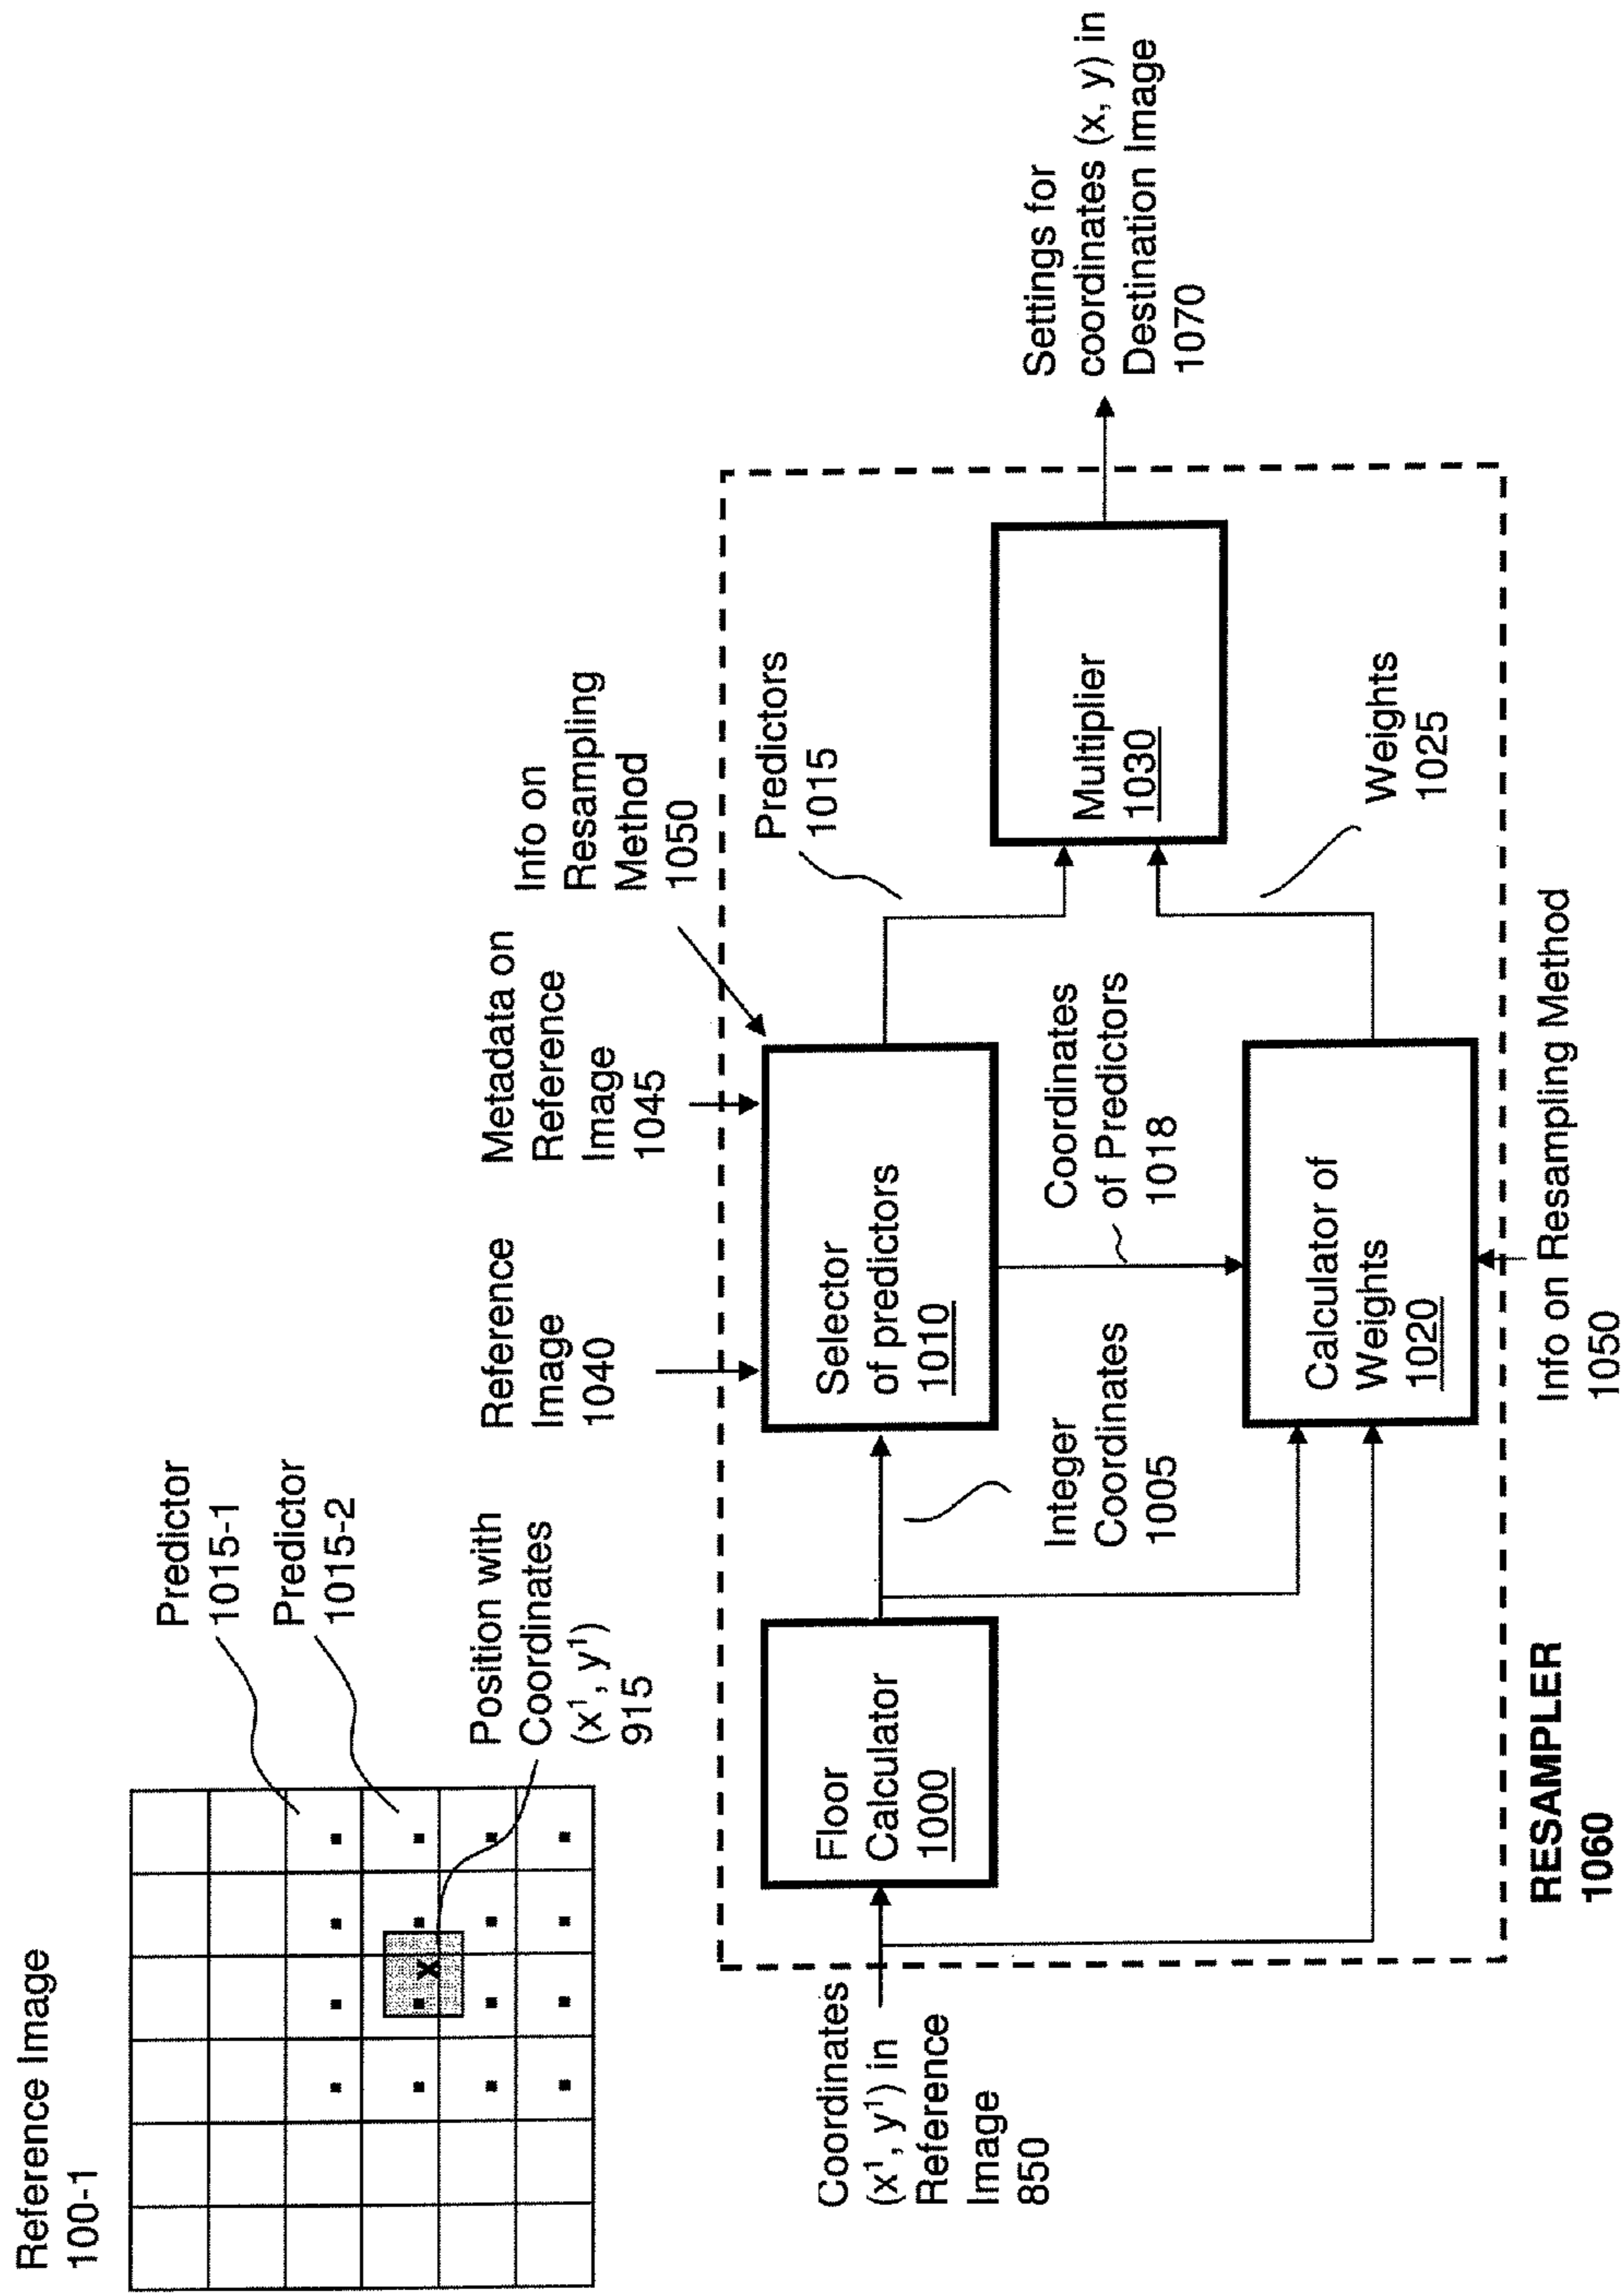 Reference Image
100-1
Predictor
1015-1
Predictor
1015-2
Position with
Coordinates
(x¹, y¹)
915
x
Reference
Image
1040
Metadata on
Reference
Image
1045
Info on
Resampling
Method
1050
Coordinates
(x¹, y¹) in
Reference
Image
850
Floor
Calculator
1000
Integer
Coordinates
1005
Selector
of predictors
1010
Coordinates
of Predictors
1018
Predictors
1015
Calculator of
Weights
1020
Weights
1025
Multiplier
1030
Settings for
coordinates (x, y) in
Destination Image
1070
Info on Resampling Method
1050
RESAMPLER
1060